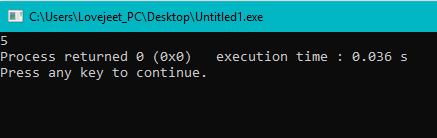 C:\Users\Lovejeet_PC\Desktop\Untitled1.exe
5
Process returned 0 (0x0)   execution time : 0.036 s
Press any key to continue.